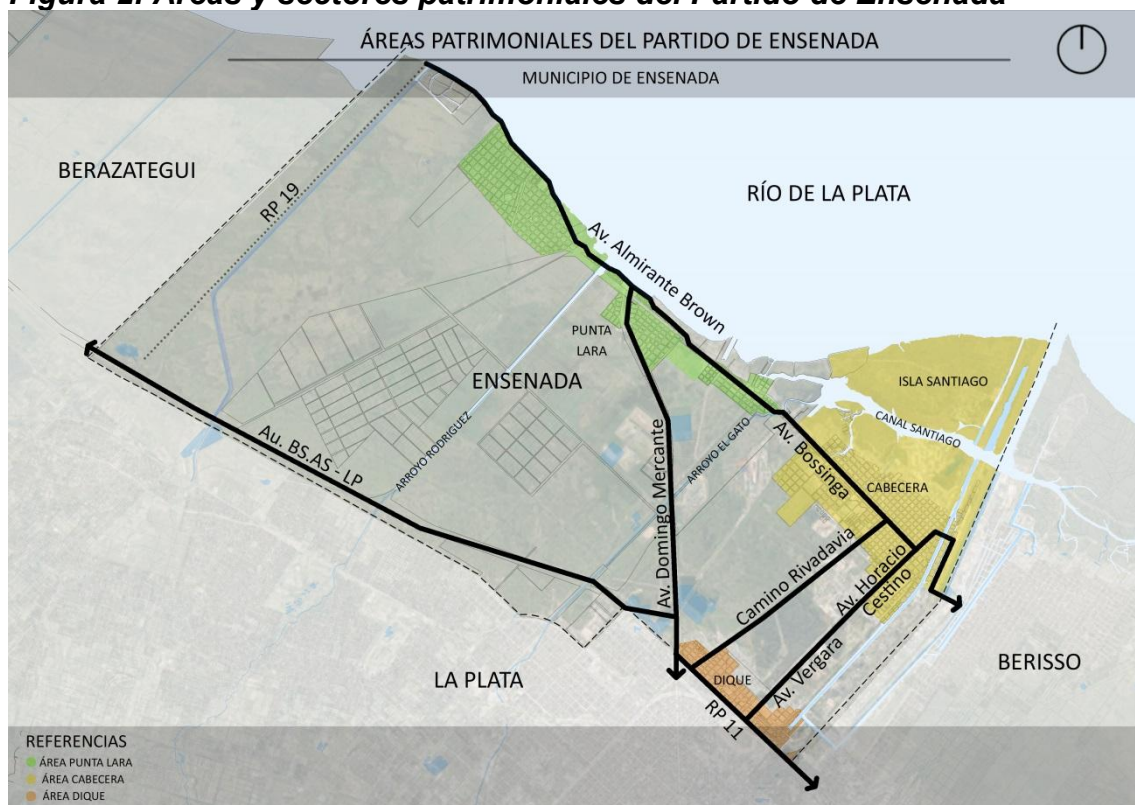 Figura 2. Áreas y sectores patrimoniales del Partido de Ensenada
ÁREAS PATRIMONIALES DEL PARTIDO DE ENSENADA
MUNICIPIO DE ENSENADA
BERAZATEGUI
RP 19
RÍO DE LA PLATA
Av. Almirante Brown
PUNTA
LARA
ENSENADA
ISLA SANTIAGO
CANAL SANTIAGO
Au. BS.AS - LP
ARROYO RODRIGUEZ
Av. Domingo Mercante
ARROYO EL GATO
Av. Bossinga
CABECERA
Camino Rivadavia
Av. Horacio
Cestino
Av. Vergara
BERISSO
LA PLATA
DIQUE
RP 11
REFERENCIAS
ÁREA PUNTA LARA
ÁREA CABECERA
ÁREA DIQUE